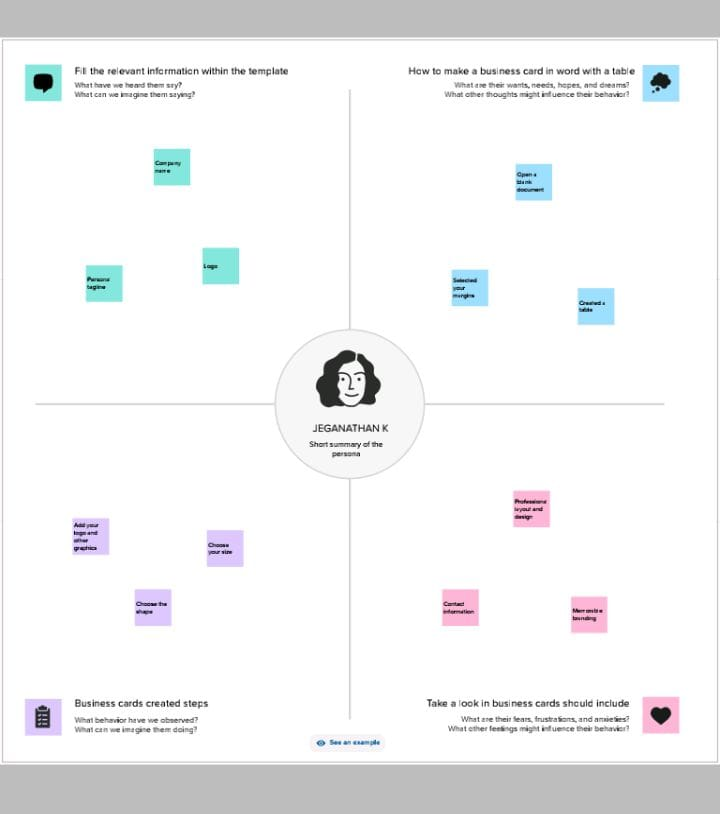 Fill the relevant information within the template
What have we heard them say?
What can we imagine them saying?
How to make a business card in word with a table
What are their wants, needs, hopes, and dreams?
What other thoughts might influence their behavior?
Company
name
Persona
tagline
Logo
Open a
blank
document
Selected
your
margins
Created a
table
JEGANATHAN K
Short summary of the
persona
Add your
logo and
other
graphics
Choose
your size
Choose the
shape
Professional
layout and
design
Contact
information
Memorable
branding
Business cards created steps
What behavior have we observed?
What can we imagine them doing?
Take a look in business cards should include
What are their fears, frustrations, and anxieties?
What other feelings might influence their behavior?
See an example